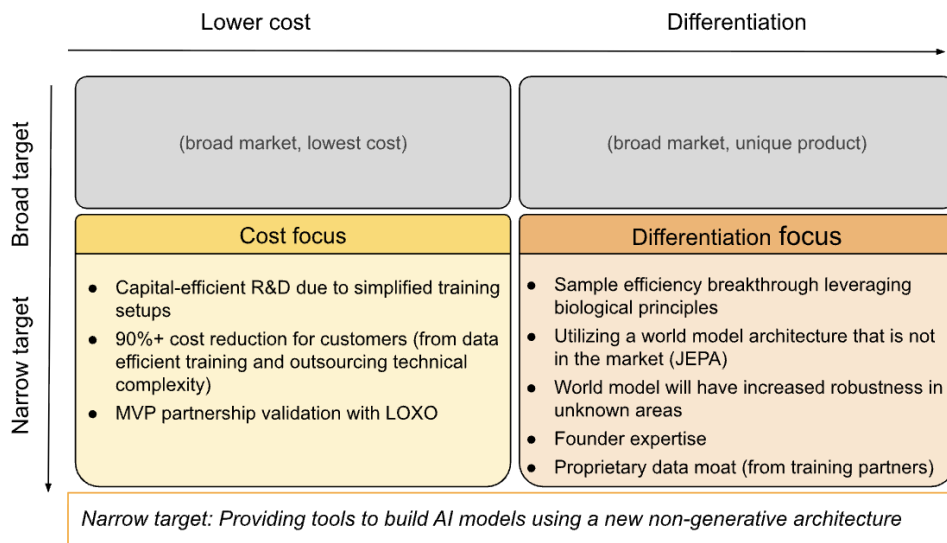 Lower cost
Differentiation
Broad target
Narrow target
(broad market, lowest cost)
(broad market, unique product)
Cost focus
● Capital-efficient R&D due to simplified training
setups
● 90%+ cost reduction for customers (from data
efficient training and outsourcing technical
complexity)
● MVP partnership validation with LOXO
Differentiation focus
● Sample efficiency breakthrough leveraging
biological principles
● Utilizing a world model architecture that is not
in the market (JEPA)
● World model will have increased robustness in
unknown areas
● Founder expertise
● Proprietary data moat (from training partners)
Narrow target: Providing tools to build AI models using a new non-generative architecture